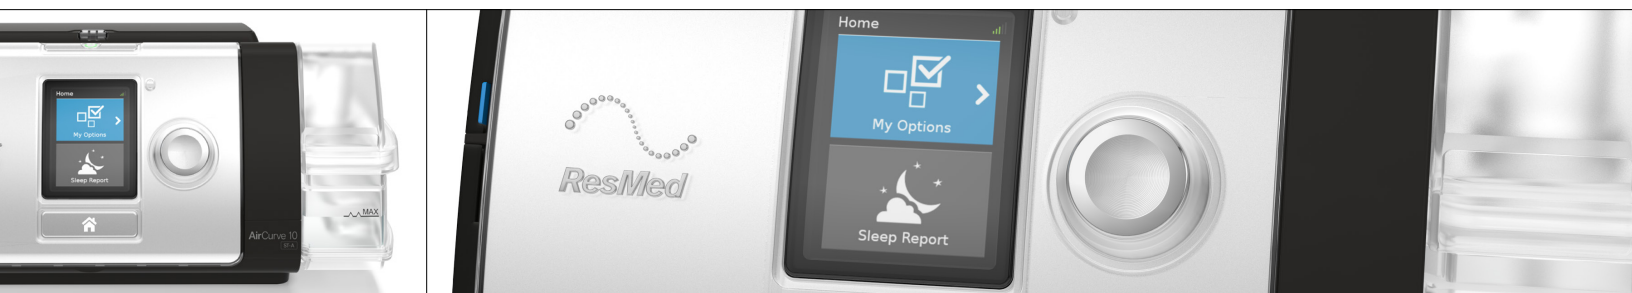 Home
My Options
Sleep Report
MAX
AirCurve 10
ResMed
Home
My Options
Sleep Report